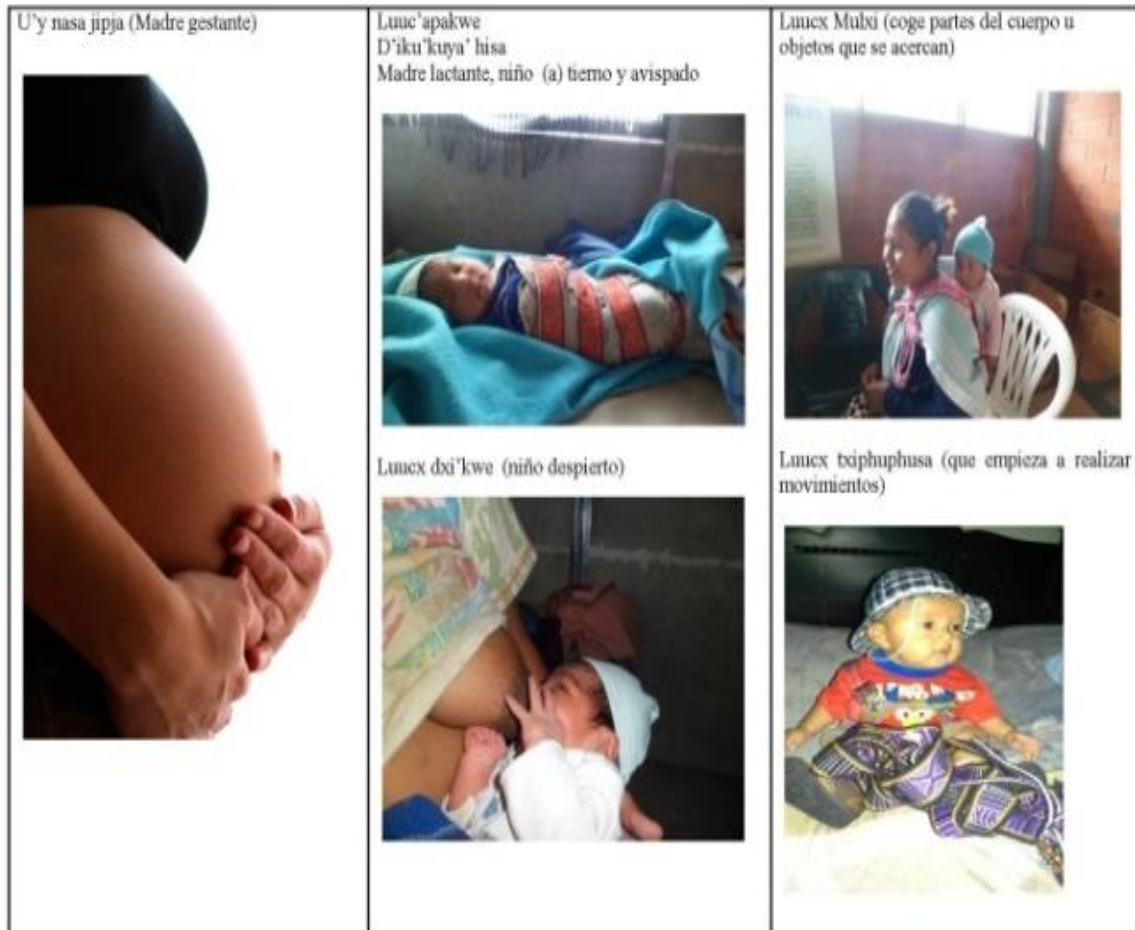 U'y nasa jipja (Madre gestante)
Luuc'apakwe
D'iku'kuya' hisa
Madre lactante, niño (a) tierno y avispado
Luucx dxi'kwe (niño despierto)
Luucx Mulxi (coge partes del cuerpo u
objetos que se acercan)
Luucx txiphuphusa (que empieza a realizar
movimientos)